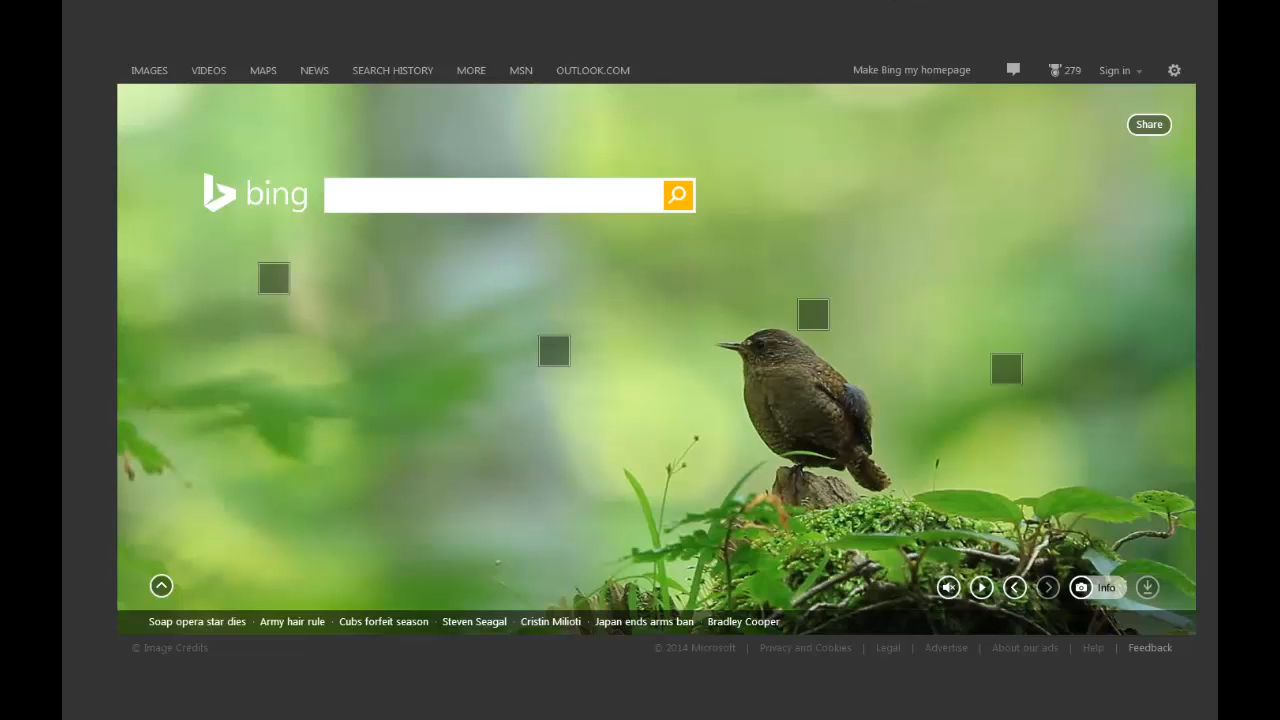 IMAGES VIDEOS MAPS NEWS SEARCH HISTORY MORE MSN OUTLOOK.COM Make Bing my homepage 279 Sign in
Share
bing
Info
Soap opera star dies · Army hair rule · Cubs forfeit season · Steven Seagal · Cristin Milioti · Japan ends arms ban · Bradley Cooper
© Image Credits © 2014 Microsoft | Privacy and Cookies | Legal | Advertise | About our ads | Help | Feedback